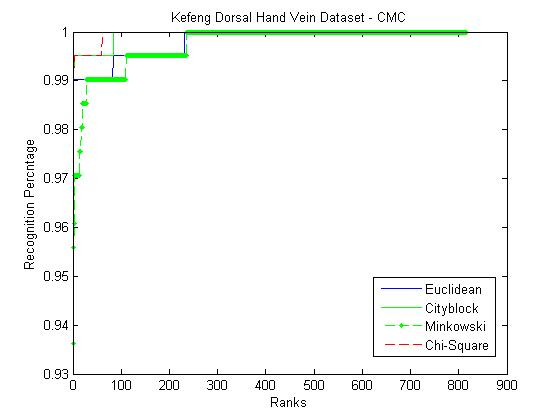 Kefeng Dorsal Hand Vein Dataset - CMC
1
0.99
0.98
0.97
0.96
0.95
0.94
0.93
Recognition Percntage
0 100 200 300 400 500 600 700 800 900
Ranks
Euclidean
Cityblock
Minkowski
Chi-Square